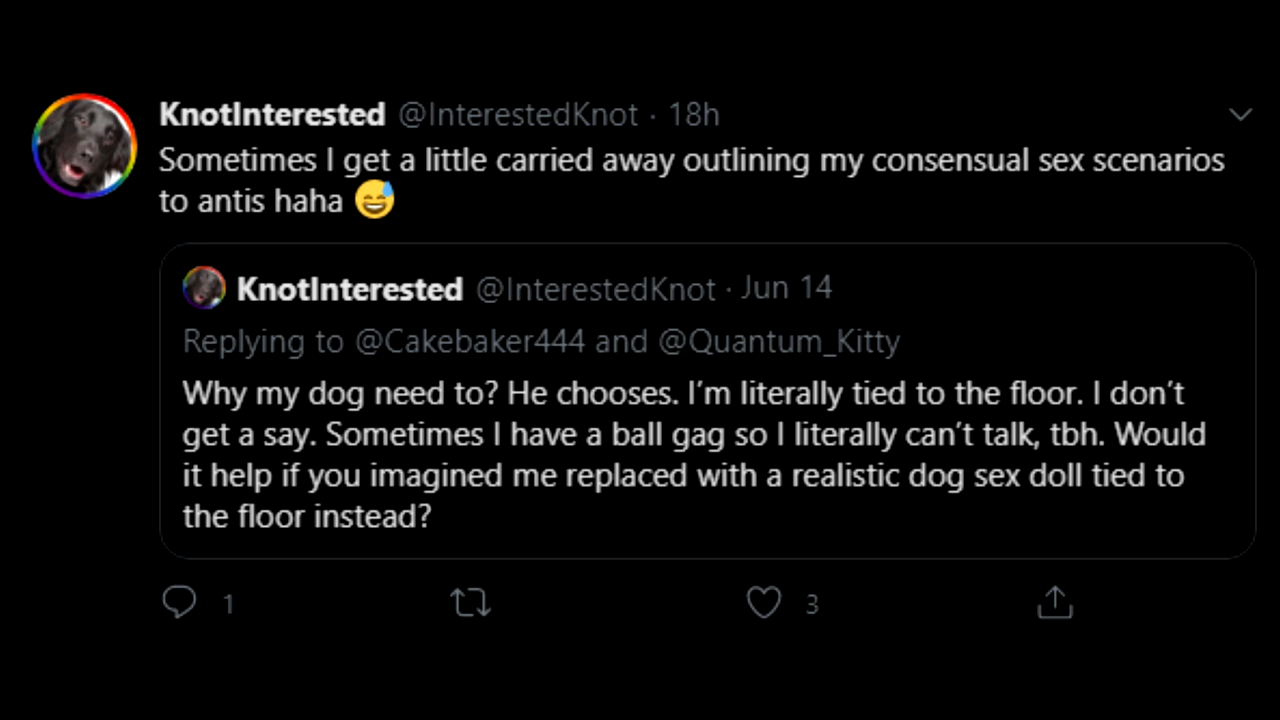 KnotInterested @InterestedKnot · 18h
Sometimes I get a little carried away outlining my consensual sex scenarios
to antis haha 😅
KnotInterested @InterestedKnot · Jun 14
Replying to @Cakebaker444 and @Quantum_Kitty
Why my dog need to? He chooses. I’m literally tied to the floor. I don’t
get a say. Sometimes I have a ball gag so I literally can’t talk, tbh. Would
it help if you imagined me replaced with a realistic dog sex doll tied to
the floor instead?
1 3